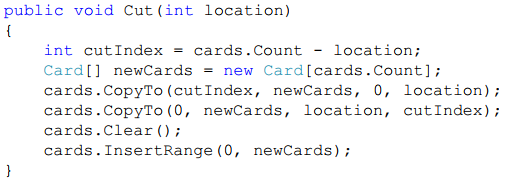 public void Cut(int location)
{
int cutIndex = cards.Count - location;
Card[] newCards = new Card[cards.Count];
cards.CopyTo(cutIndex, newCards, 0, location);
cards.CopyTo(0, newCards, location, cutIndex);
cards.Clear();
cards.InsertRange(0, newCards);
}